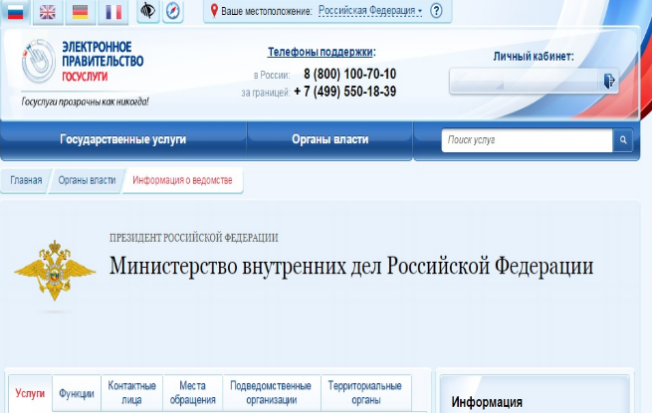 Ваше местоположение: Российская Федерация
ЭЛЕКТРОННОЕ
ПРАВИТЕЛЬСТВО
ГОСУСЛУГИ
Госуслуги прозрачны как никогда!
Телефоны поддержки:
в России: 8 (800) 100-70-10
за границей: + 7 (499) 550-18-39
Личный кабинет:
Государственные услуги
Органы власти
Поиск услуг
Главная
Органы власти
Информация о ведомстве
ПРЕЗИДЕНТ РОССИЙСКОЙ ФЕДЕРАЦИИ
Министерство внутренних дел Российской Федерации
Услуги
Функции
Контактные
лица
Места
обращения
Подведомственные
организации
Территориальные
органы
Информация